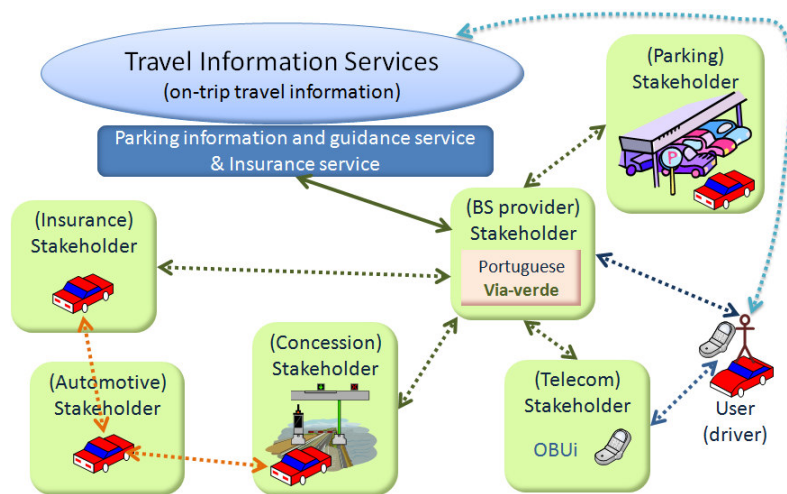 Travel Information Services
(on-trip travel information)
Parking information and guidance service
& Insurance service
(Parking)
Stakeholder
P
(Insurance)
Stakeholder
(BS provider)
Stakeholder
Portuguese
Via-verde
(Concession)
Stakeholder
(Automotive)
Stakeholder
(Telecom)
Stakeholder
OBUi
User
(driver)